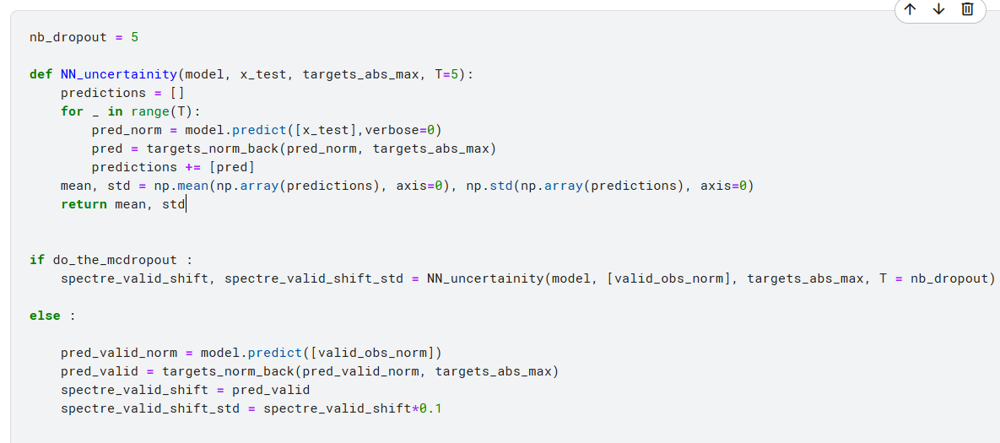 nb_dropout = 5
def NN_uncertainity(model, x_test, targets_abs_max, T=5):
    predictions = []
    for _ in range(T):
        pred_norm = model.predict([x_test],verbose=0)
        pred = targets_norm_back(pred_norm, targets_abs_max)
        predictions += [pred]
    mean, std = np.mean(np.array(predictions), axis=0), np.std(np.array(predictions), axis=0)
    return mean, std
if do_the_mcdropout :
    spectre_valid_shift, spectre_valid_shift_std = NN_uncertainity(model, [valid_obs_norm], targets_abs_max, T = nb_dropout)
else :
    pred_valid_norm = model.predict([valid_obs_norm])
    pred_valid = targets_norm_back(pred_valid_norm, targets_abs_max)
    spectre_valid_shift = pred_valid
    spectre_valid_shift_std = spectre_valid_shift*0.1